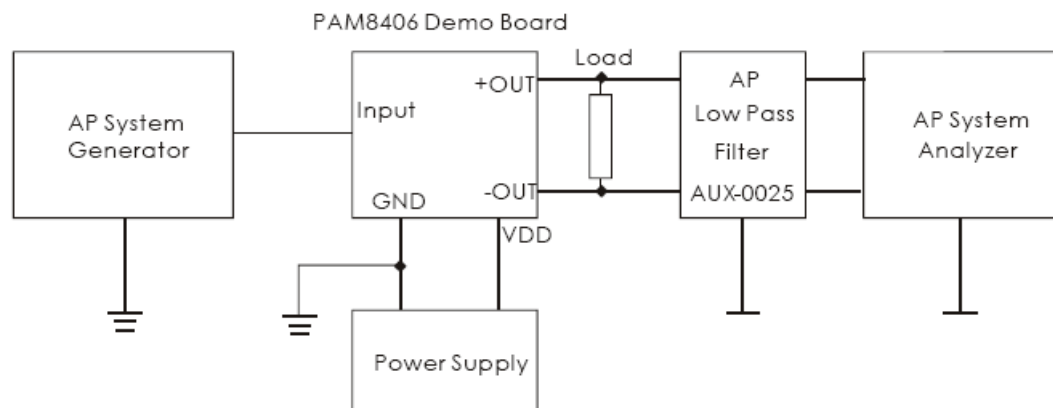 PAM8406 Demo Board
AP System
Generator
Input
+OUT
-OUT
GND
VDD
Load
AP
Low Pass
Filter
AUX-0025
AP System
Analyzer
Power Supply